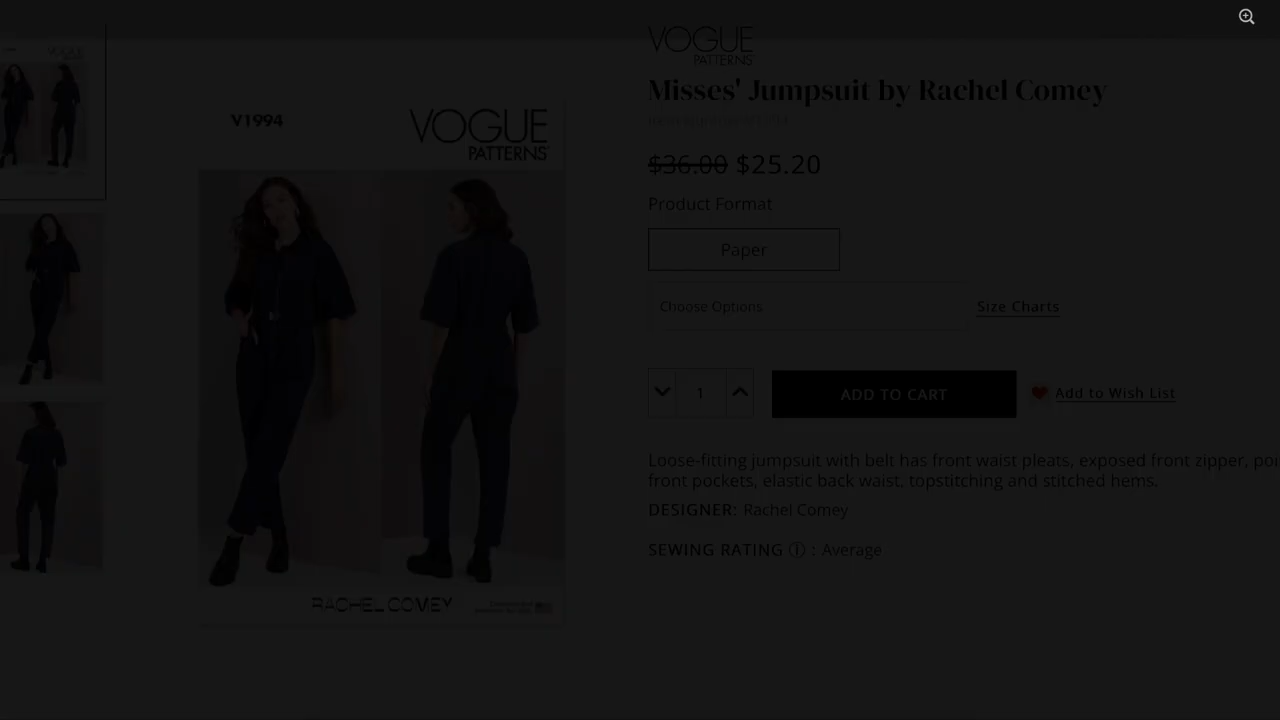 VOGUE
PATTERNS
Misses' Jumpsuit by Rachel Comey
V1994
VOGUE
PATTERNS
$36.00 $25.20
Product Format
Paper
Choose Options
Size Charts
1
ADD TO CART
Add to Wish List
Loose-fitting jumpsuit with belt has front waist pleats, exposed front zipper,
front pockets, elastic back waist, topstitching and stitched hems.
DESIGNER: Rachel Comey
SEWING RATING ⓘ : Average
RACHEL COMEY